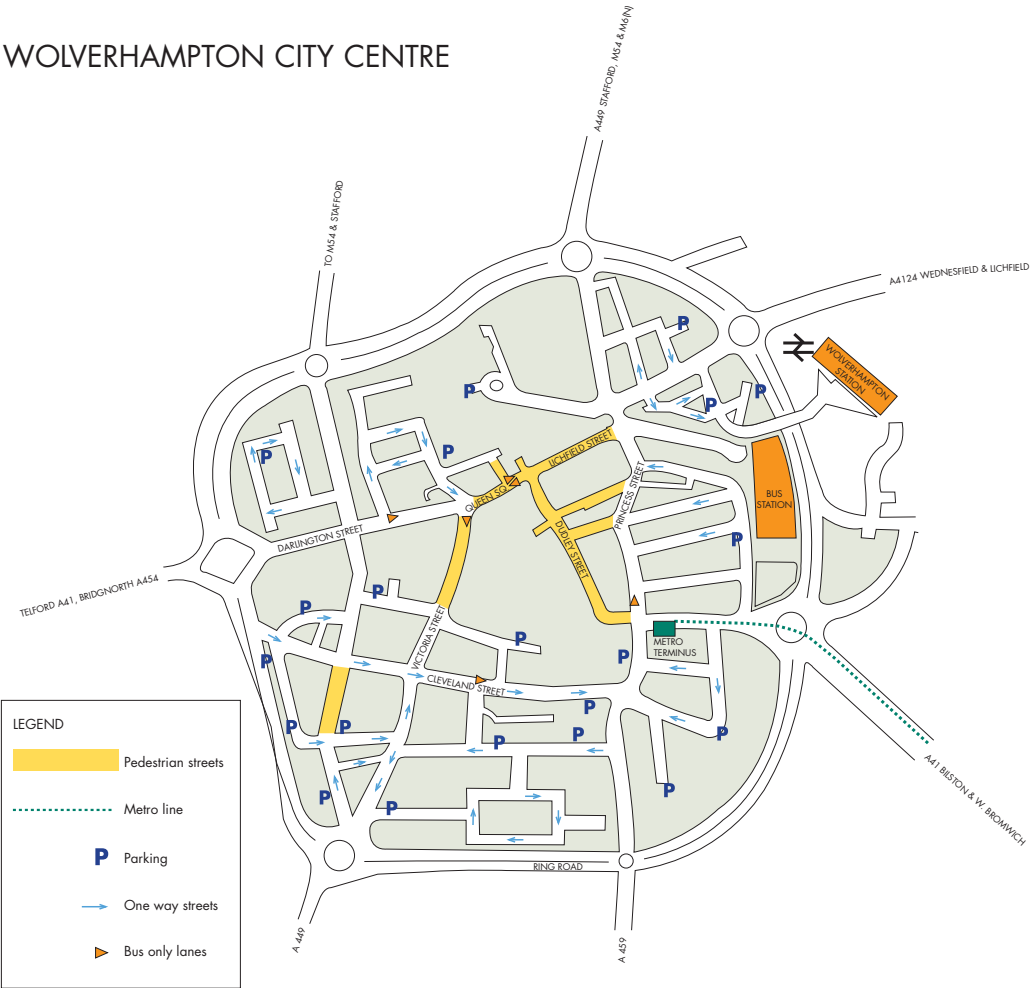 WOLVERHAMPTON CITY CENTRE
A449 STAFFORD, M54 & M6(N)
TO M54 & STAFFORD
A4124 WEDNESFIELD & LICHFIELD
WOLVERHAMPTON
STATION
P
P
P
P
P
P
LICHFIELD STREET
QUEEN SQ
PRINCESS STREET
BUS
STATION
DARLINGTON STREET
DUDLEY STREET
P
TELFORD A41, BRIDGNORTH A454
P
P
VICTORIA STREET
P
METRO
TERMINUS
P
P
CLEVELAND STREET
P
P
P
P
P
P
P
P
P
P
RING ROAD
A41 BILSTON & W. BROMWICH
A 449
A 459
LEGEND
Pedestrian streets
Metro line
P Parking
One way streets
Bus only lanes